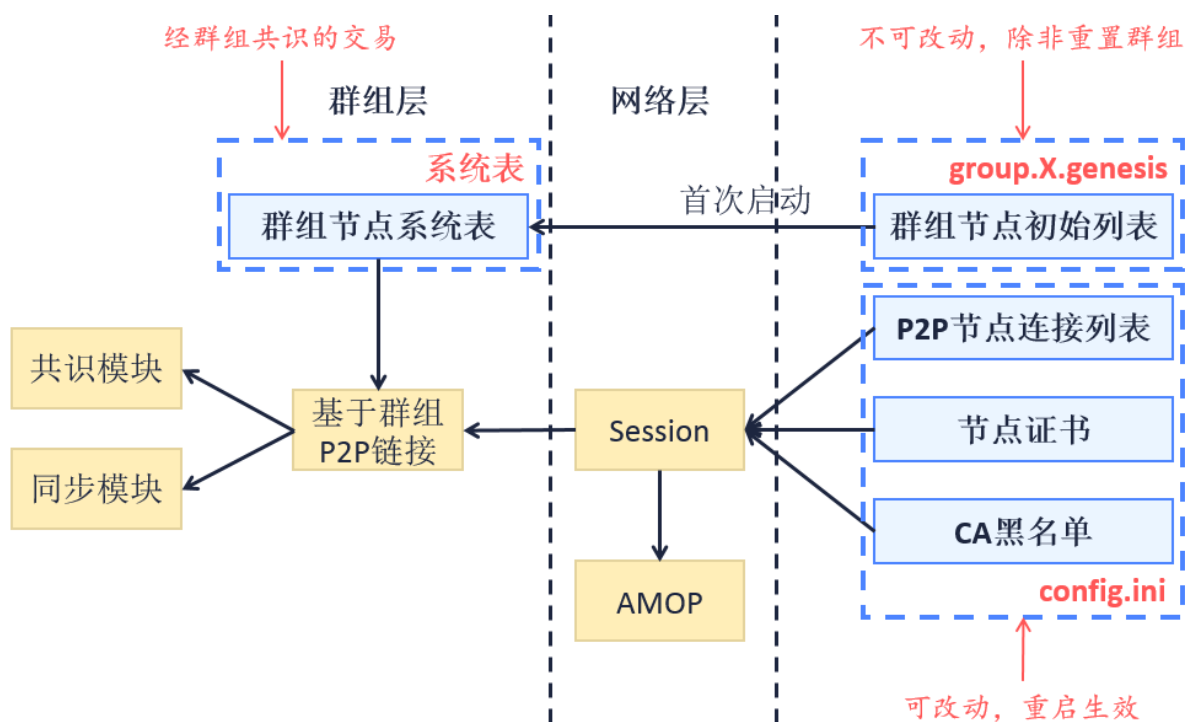 经群组共识的交易
不可改动，除非重置群组
群组层
网络层
系统表
group.X.genesis
首次启动
群组节点系统表
群组节点初始列表
P2P节点连接列表
共识模块
基于群组
P2P链接
Session
节点证书
同步模块
CA黑名单
AMOP
config.ini
可改动，重启生效